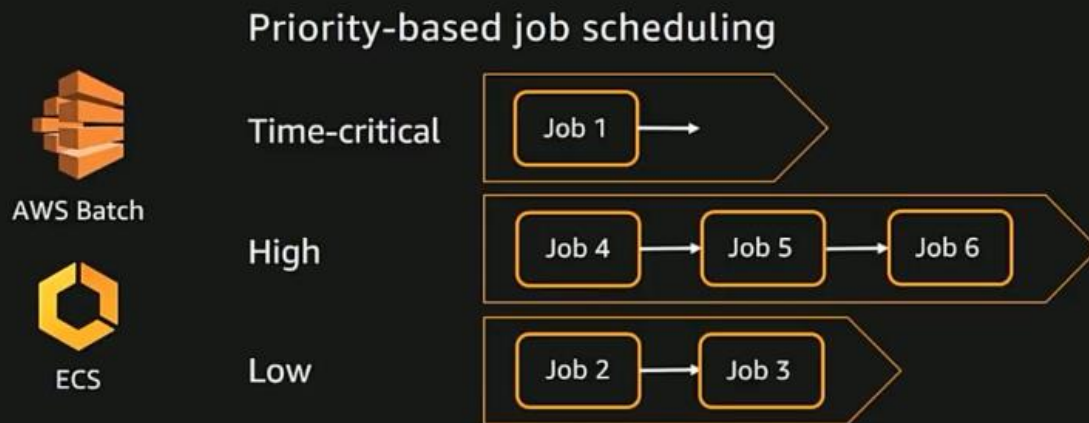 Priority-based job scheduling
AWS Batch
ECS
Time-critical
Job 1
High
Job 4
Job 5
Job 6
Low
Job 2
Job 3